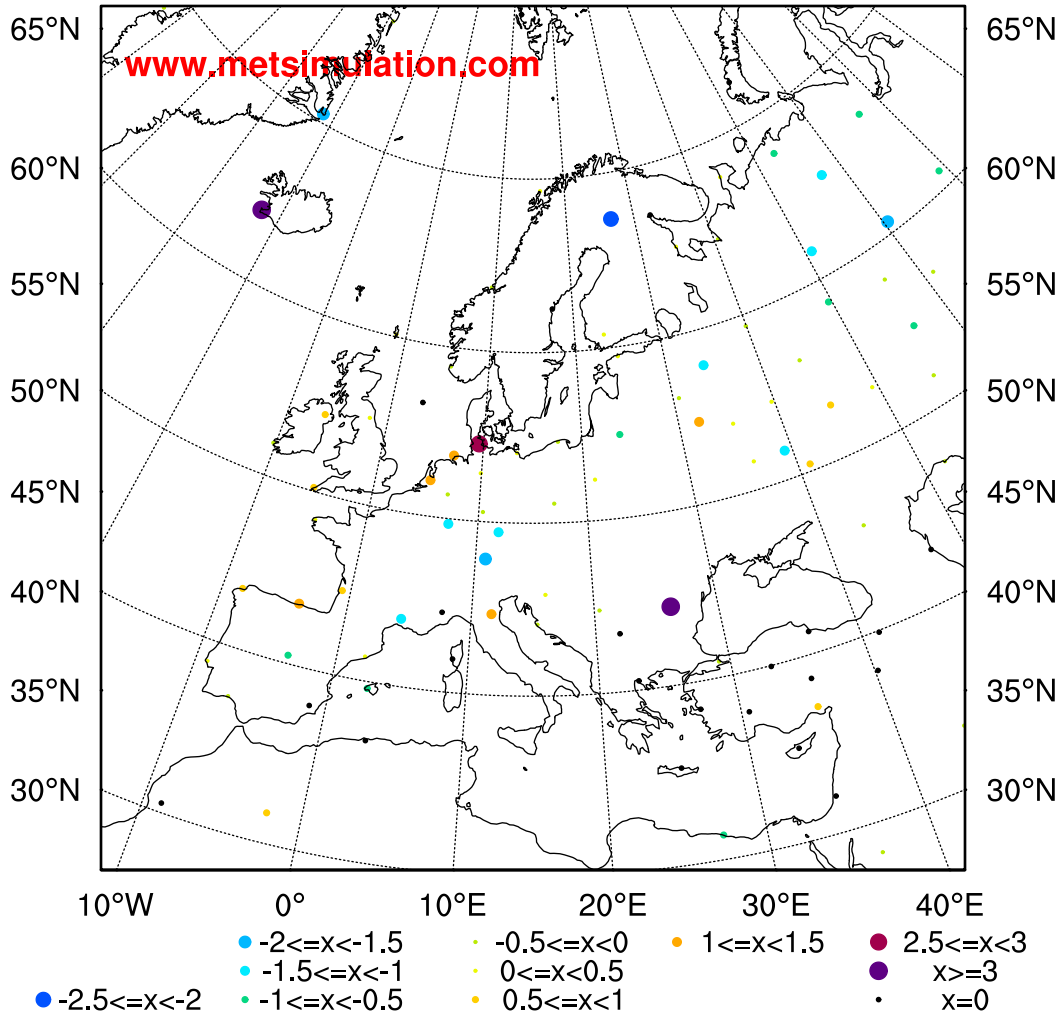 65°N 65°N
www.metsimulation.com
60°N 60°N
55°N 55°N
50°N 50°N
45°N 45°N
40°N 40°N
35°N 35°N
30°N 30°N
10°W 0° 10°E 20°E 30°E 40°E
-2<=x<-1.5 -0.5<=x<0 1<=x<1.5 2.5<=x<3
-1.5<=x<-1 0<=x<0.5 x>=3
-2.5<=x<-2 -1<=x<-0.5 0.5<=x<1 x=0